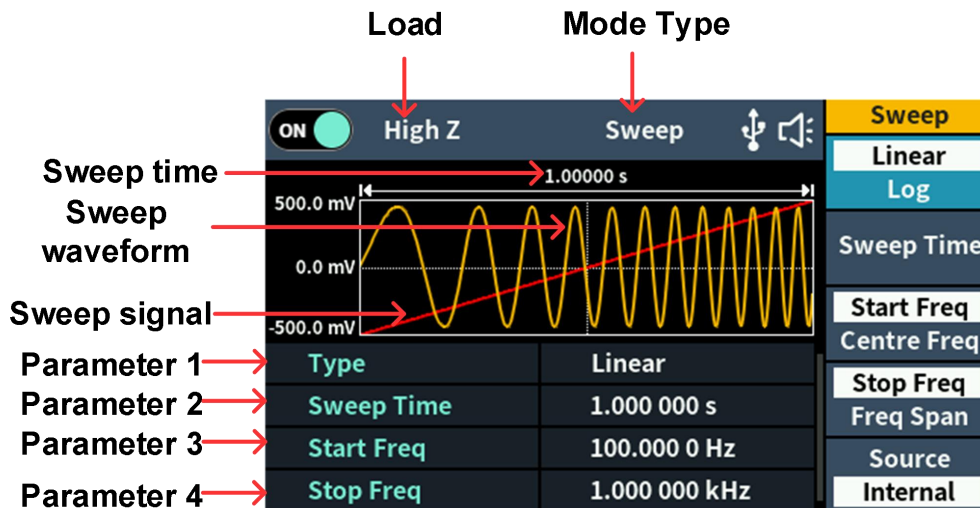 Load
Mode Type
ON
High Z
Sweep
Sweep
Linear
Log
Sweep Time
Start Freq
Centre Freq
Stop Freq
Freq Span
Source
Internal
Sweep time
1.00000 s
Sweep
waveform
500.0 mV
0.0 mV
Sweep signal
-500.0 mV
Parameter 1
Type
Linear
Parameter 2
Sweep Time
1.000 000 s
Parameter 3
Start Freq
100.000 0 Hz
Parameter 4
Stop Freq
1.000 000 kHz